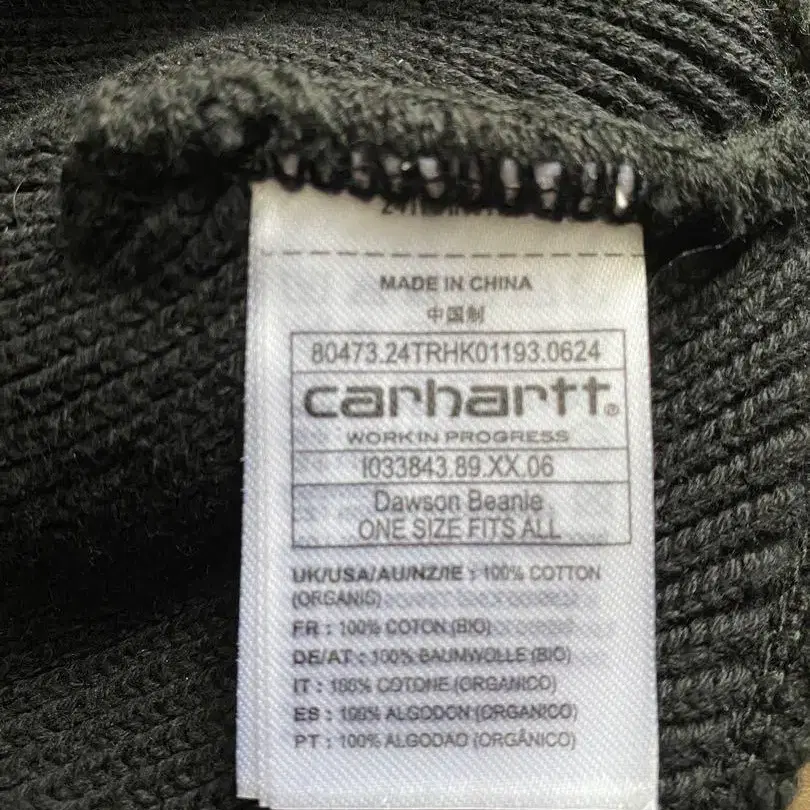 MADE IN CHINA
中国制
80473.24TRHK01193.0624
carhartt®
WORK IN PROGRESS
I033843.89.XX.06
Dawson Beanie
ONE SIZE FITS ALL
UK/USA/AU/NZ/IE : 100% COTTON
(ORGANIS)
FR : 100% COTON (BIO)
DE/AT : 100% BAUMWOLLE (BIO)
IT : 100% COTONE (ORGANICO)
ES : 100% ALGODON (ORGANICO)
PT : 100% ALGODAO (ORGÂNICO)